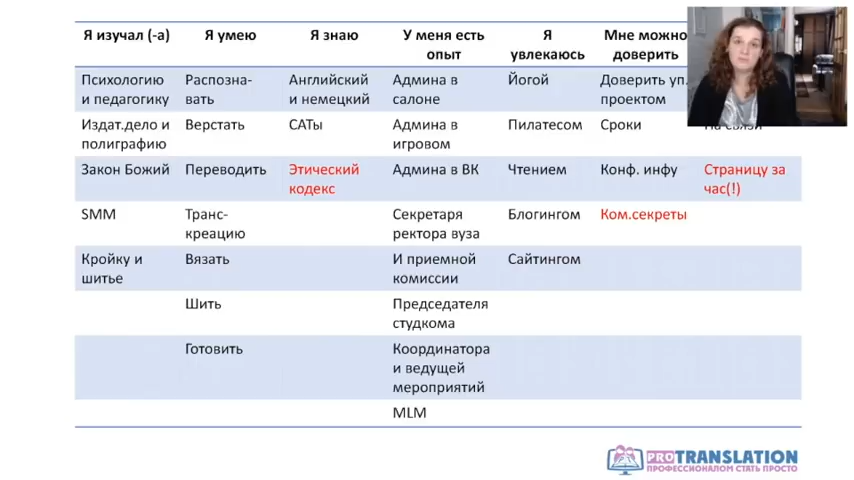 Я изучал (-а) Я умею Я знаю У меня есть опыт Я увлекаюсь Мне можно доверить
Психологию и педагогику Распозна-вать Английский и немецкий Админа в салоне Йогой Доверить уп. проектом
Издат.дело и полиграфию Верстать CATы Админа в игровом Пилатесом Сроки На связи
Закон Божий Переводить Этический кодекс Админа в ВК Чтением Конф. инфу Страницу за час(!)
SMM Транс-креацию Секретаря ректора вуза Блогингом Ком.секреты
Кройку и шитье Вязать И приемной комиссии Сайтингом
Шить Председателя студкома
Готовить Координатора и ведущей мероприятий
MLM
PROTRANSLATION
ПРОФЕССИОНАЛОМ СТАТЬ ПРОСТО